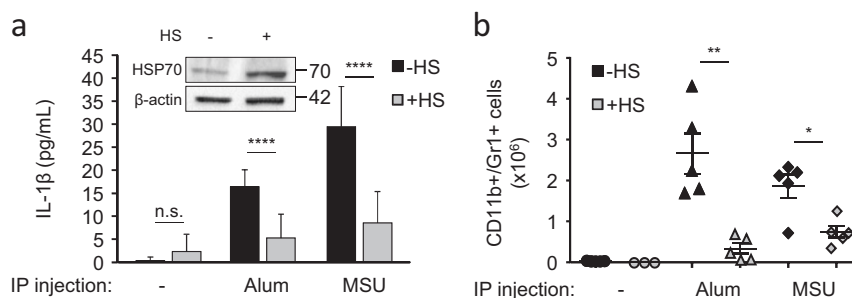 a
HS - +
HSP70 70
β-actin 42
-HS
+HS
45
40
35
30
25
20
15
10
5
0
IL-1β (pg/mL)
n.s.
****
****
IP injection: - Alum MSU
b
-HS
+HS
5
4
3
2
1
0
CD11b+/Gr1+ cells
(x10⁶)
**
*
IP injection: - Alum MSU